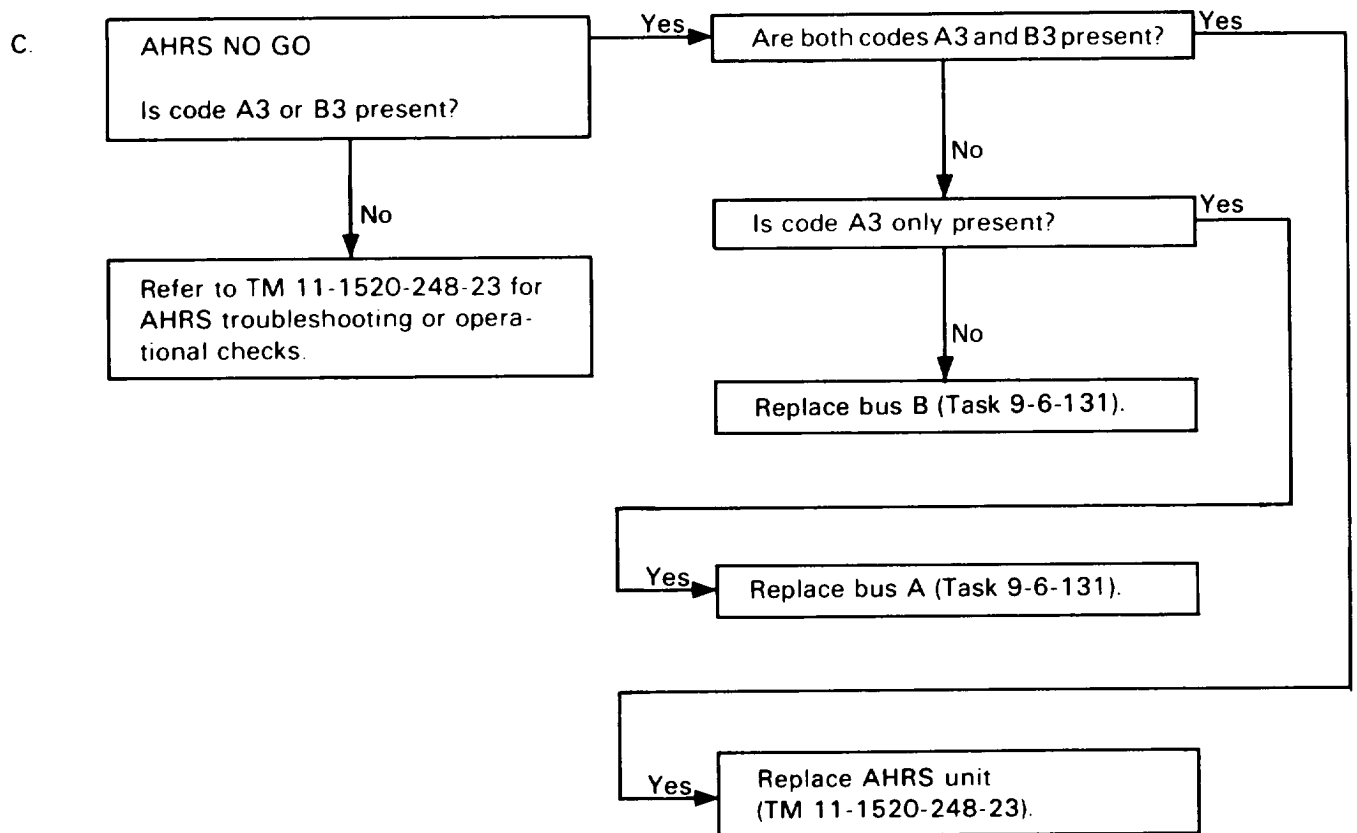 C.
AHRS NO GO
Is code A3 or B3 present?
Yes
Are both codes A3 and B3 present?
Yes
No
No
Is code A3 only present?
Yes
Refer to TM 11-1520-248-23 for
AHRS troubleshooting or opera-
tional checks.
No
Replace bus B (Task 9-6-131).
Yes
Replace bus A (Task 9-6-131).
Yes
Replace AHRS unit
(TM 11-1520-248-23).